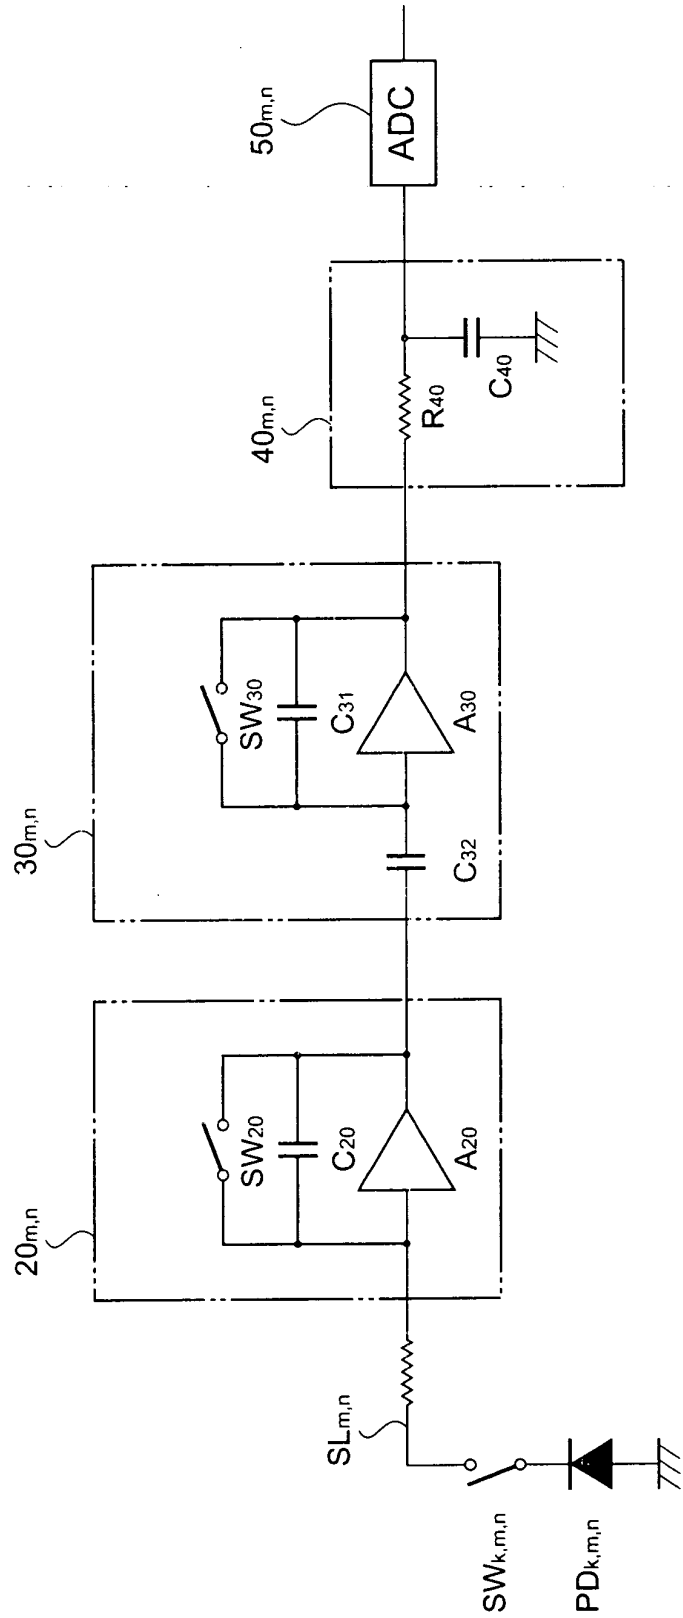 20m,n
30m,n
40m,n
50m,n
SW20
C20
A20
SW30
C31
A30
C32
R40
C40
ADC
SLm,n
SWk,m,n
PDk,m,n